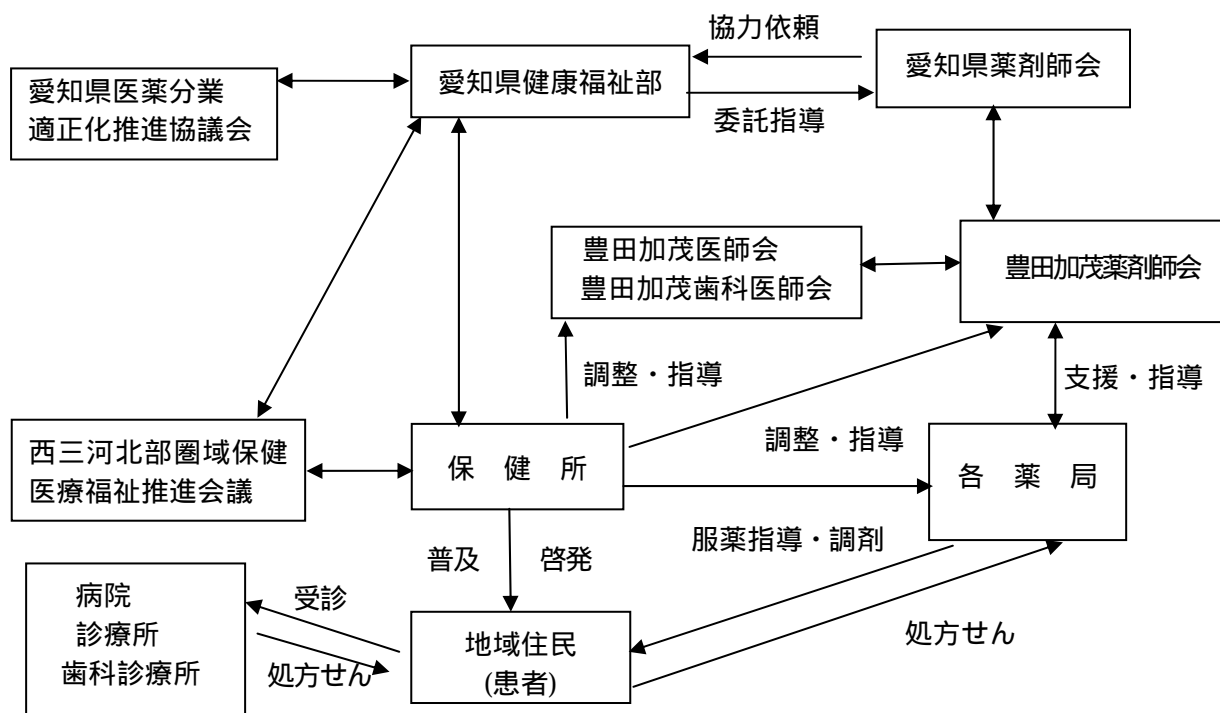 協力依頼
愛知県医薬分業
適正化推進協議会
愛知県健康福祉部
愛知県薬剤師会
委託指導
豊田加茂医師会
豊田加茂歯科医師会
豊田加茂薬剤師会
調整・指導
支援・指導
西三河北部圏域保健
医療福祉推進会議
保　健　所
調整・指導
各　薬　局
服薬指導・調剤
普及　啓発
病院
診療所
歯科診療所
受診
処方せん
地域住民
(患者)
処方せん